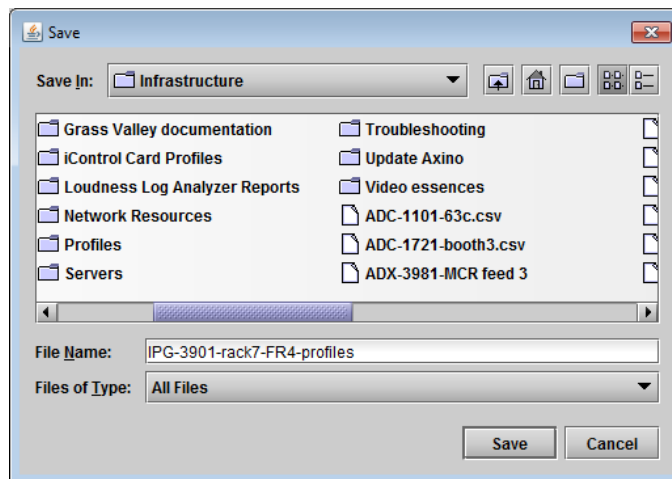 Save
Save In: Infrastructure
Grass Valley documentation Troubleshooting
iControl Card Profiles Update Axino
Loudness Log Analyzer Reports Video essences
Network Resources ADC-1101-63c.csv
Profiles ADC-1721-booth3.csv
Servers ADX-3981-MCR feed 3
File Name: IPG-3901-rack7-FR4-profiles
Files of Type: All Files
Save Cancel